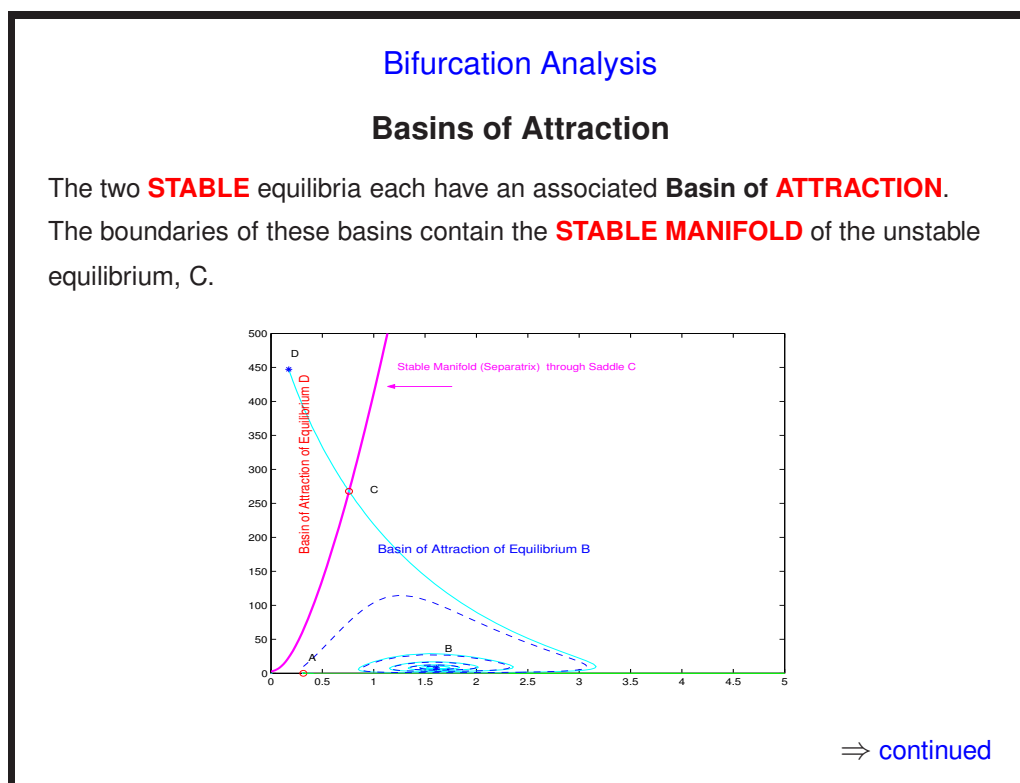 Bifurcation Analysis
Basins of Attraction
The two STABLE equilibria each have an associated Basin of ATTRACTION.
The boundaries of these basins contain the STABLE MANIFOLD of the unstable
equilibrium, C.
500
D
Stable Manifold (Separatrix) through Saddle C
450
400
350
300
Basin of Attraction of Equilibrium D
C
250
200
Basin of Attraction of Equilibrium B
150
100
50
A
B
0
0 0.5 1 1.5 2 2.5 3 3.5 4 4.5 5
⇒ continued